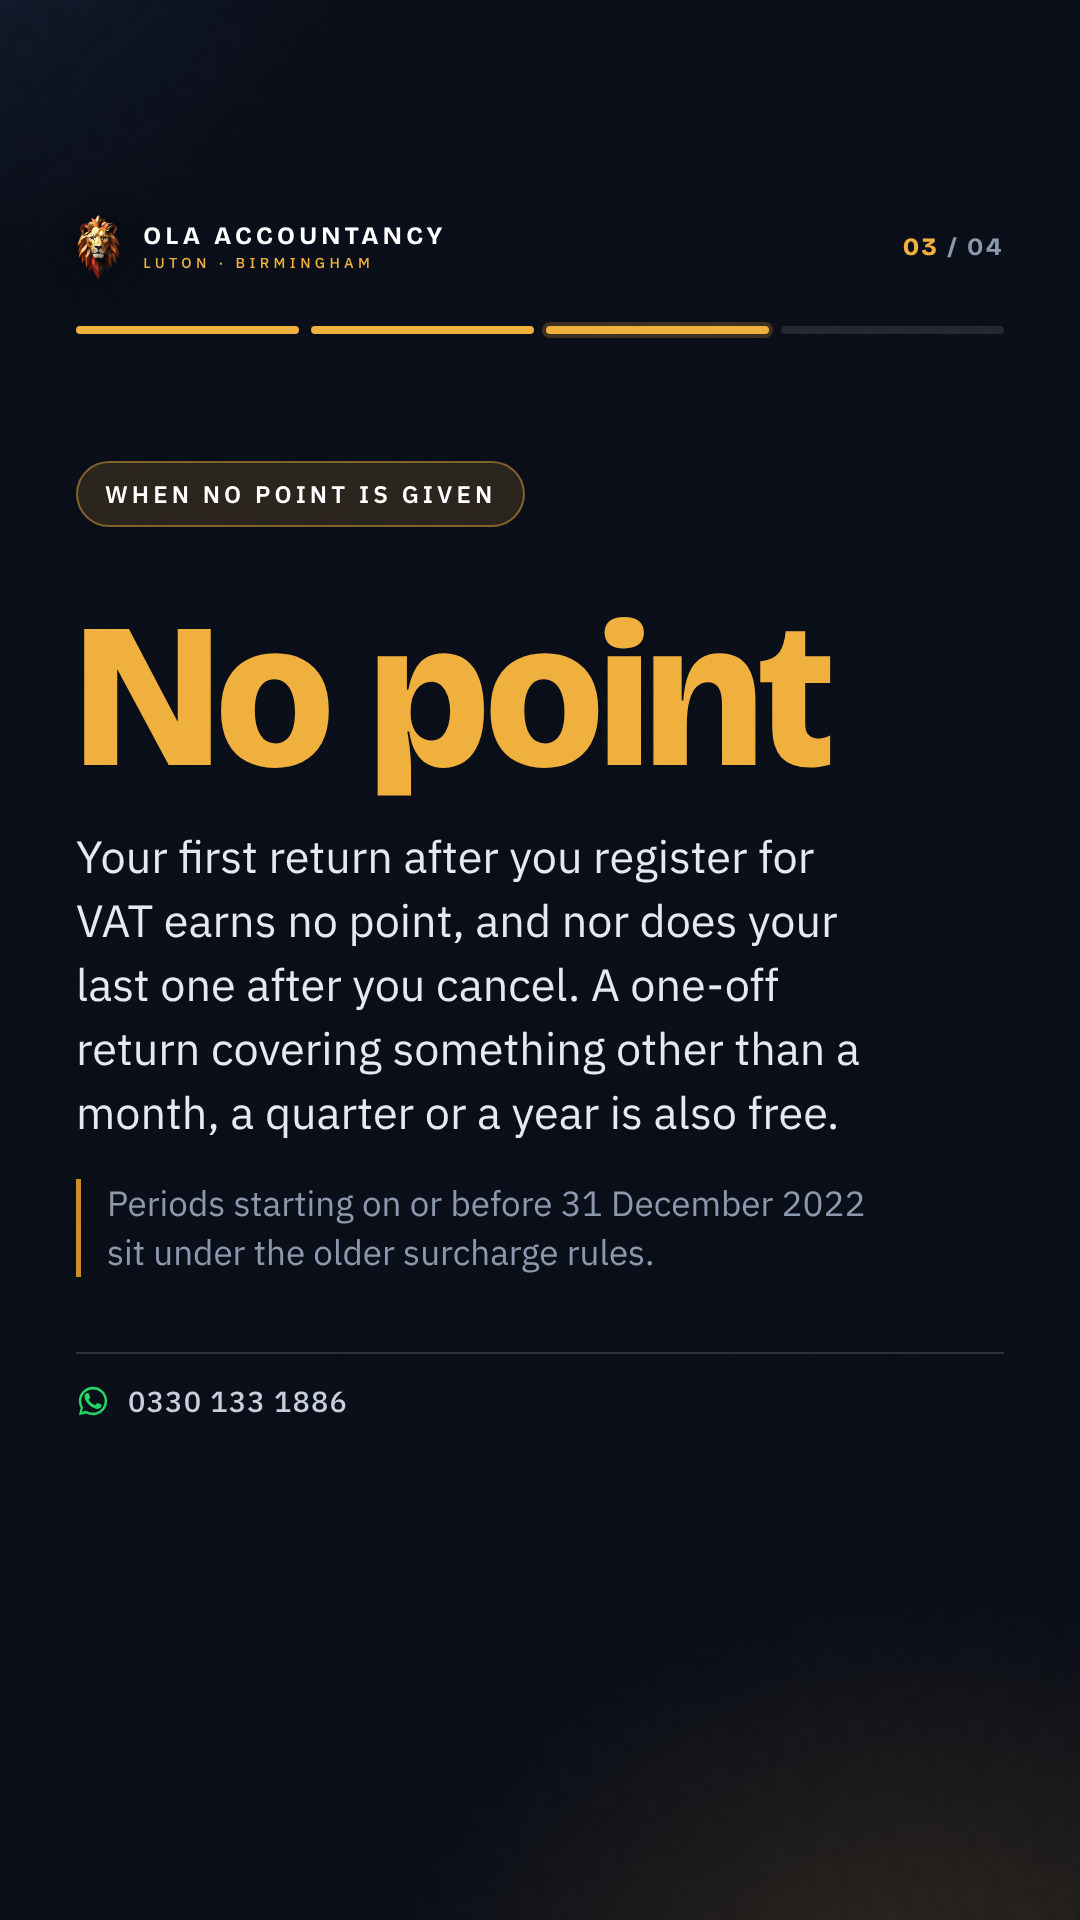 OLA ACCOUNTANCY
LUTON · BIRMINGHAM
03 / 04
WHEN NO POINT IS GIVEN
No point
Your first return after you register for
VAT earns no point, and nor does your
last one after you cancel. A one-off
return covering something other than a
month, a quarter or a year is also free.
Periods starting on or before 31 December 2022
sit under the older surcharge rules.
0330 133 1886